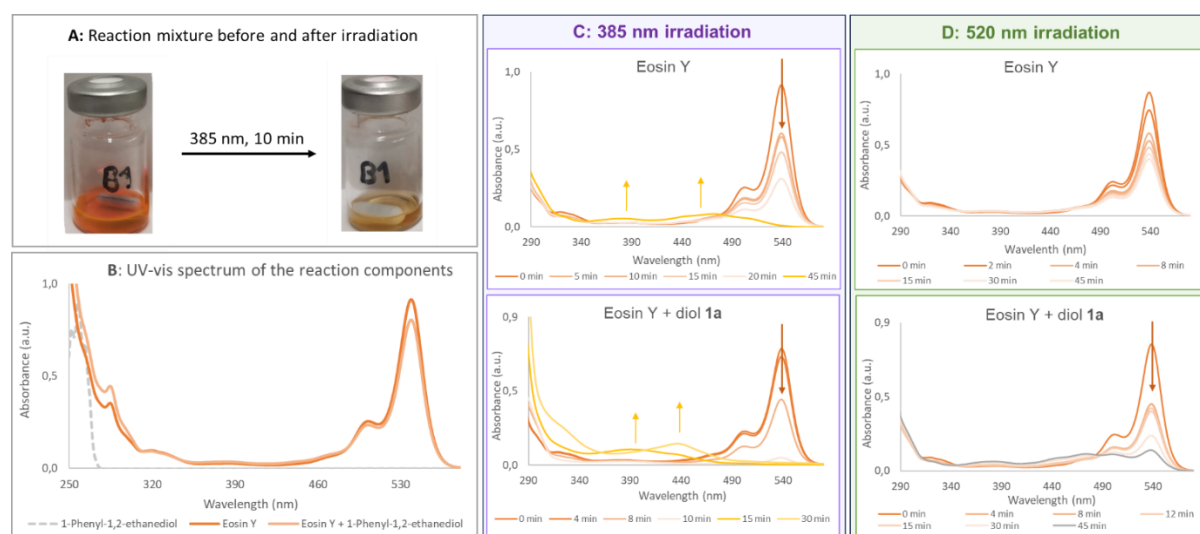 A: Reaction mixture before and after irradiation
B1
385 nm, 10 min
B1
B: UV-vis spectrum of the reaction components
1,0
0,5
0,0
Absorbance (a.u.)
250 320 390 460 530
Wavelength (nm)
1-Phenyl-1,2-ethanediol Eosin Y Eosin Y + 1-Phenyl-1,2-ethanediol
C: 385 nm irradiation
Eosin Y
1,0
0,5
0,0
Absorbance (a.u.)
290 340 390 440 490 540
Wavelength (nm)
0 min 5 min 10 min 15 min 20 min 45 min
Eosin Y + diol 1a
0,9
0,5
0,0
Absorbance (a.u.)
290 340 390 440 490 540
Wavelength (nm)
0 min 4 min 8 min 10 min 15 min 30 min
D: 520 nm irradiation
Eosin Y
1,0
0,5
0,0
Absorbance (a.u.)
290 340 390 440 490 540
Wavelenth (nm)
0 min 2 min 4 min 8 min
15 min 30 min 45 min
Eosin Y + diol 1a
0,9
0,5
0,0
Absorbance (a.u.)
290 340 390 440 490 540
Wavelength (nm)
0 min 4 min 8 min 12 min
15 min 30 min 45 min